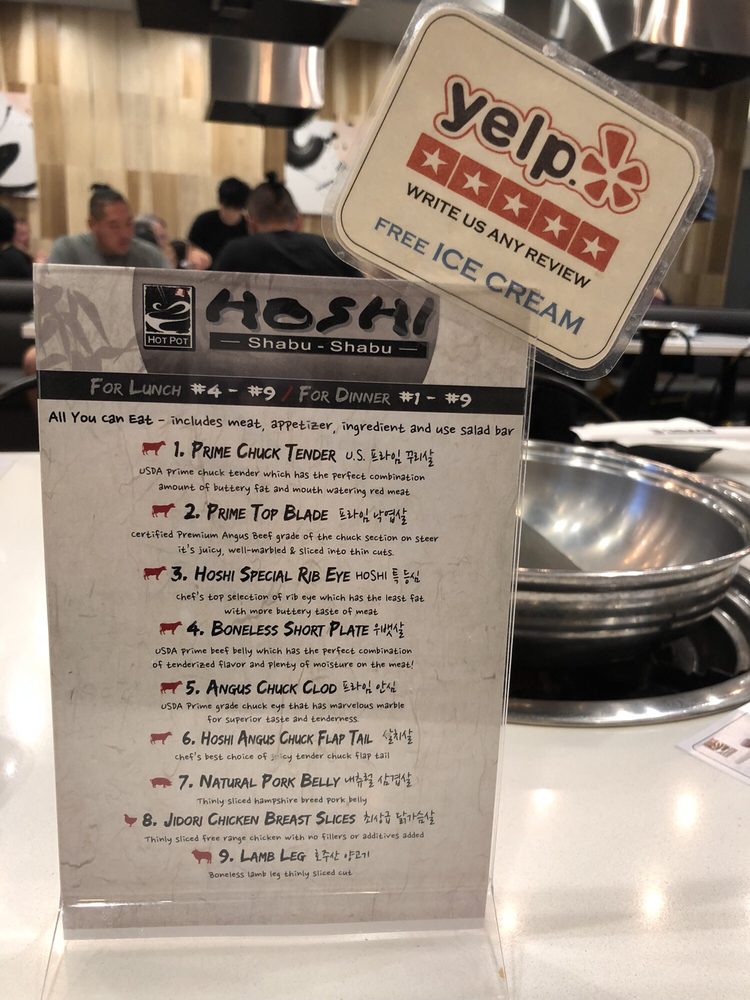 yelp.
WRITE US ANY REVIEW
FREE ICE CREAM
HOT POT
HOSHI
Shabu - Shabu
FOR LUNCH #4 - #9 / FOR DINNER #1 - #9
All You Can Eat - includes meat, appetizer, ingredient and use salad bar
1. PRIME CHUCK TENDER U.S. 프라임 꾸리살
USDA prime chuck tender which has the perfect combination
amount of buttery fat and mouth watering red meat
2. PRIME TOP BLADE 프라임 낙엽살
certified Premium Angus Beef grade of the chuck section on steer
it's juicy, well-marbled & sliced into thin cuts.
3. HOSHI SPECIAL RIB EYE HOSHI 특 등심
chef's top selection of rib eye which has the least fat
with more buttery taste of meat
4. BONELESS SHORT PLATE 우뱃살
USDA prime beef belly which has the perfect combination
of tenderized flavor and plenty of moisture on the meat!
5. ANGUS CHUCK CLOD 프라임 안심
USDA Prime grade chuck eye that has marvelous marble
for superior taste and tenderness.
6. HOSHI ANGUS CHUCK FLAP TAIL 살치살
chef's best choice of juicy tender chuck flap tail
7. NATURAL PORK BELLY 내츄럴 삼겹살
Thinly sliced hampshire breed pork belly
8. JIDORI CHICKEN BREAST SLICES 최상급 닭가슴살
Thinly sliced free range chicken with no fillers or additives added
9. LAMB LEG 호주산 양고기
Boneless lamb leg thinly sliced cut